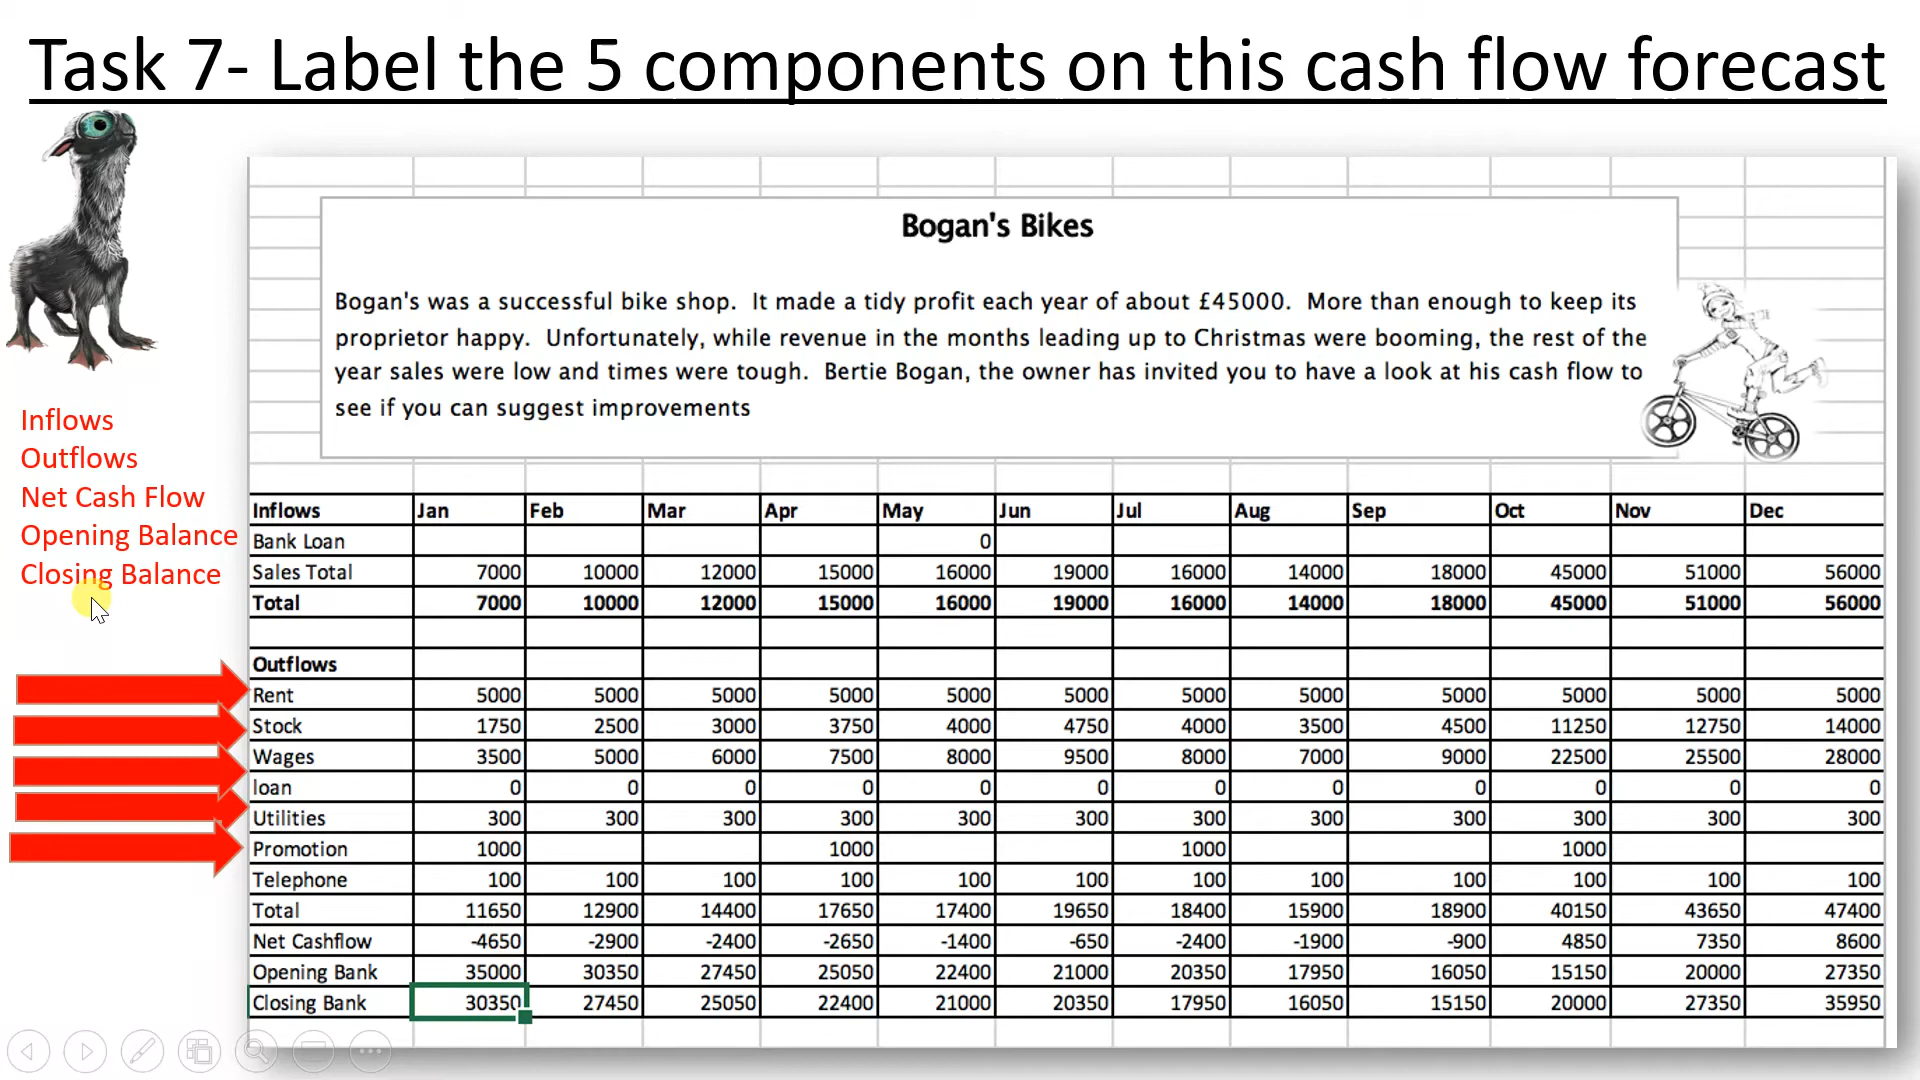 Task 7- Label the 5 components on this cash flow forecast
Bogan's Bikes
Bogan's was a successful bike shop. It made a tidy profit each year of about £45000. More than enough to keep its
proprietor happy. Unfortunately, while revenue in the months leading up to Christmas were booming, the rest of the
year sales were low and times were tough. Bertie Bogan, the owner has invited you to have a look at his cash flow to
see if you can suggest improvements
Inflows
Outflows
Net Cash Flow
Opening Balance
Closing Balance
Inflows Jan Feb Mar Apr May Jun Jul Aug Sep Oct Nov Dec
Bank Loan 0
Sales Total 7000 10000 12000 15000 16000 19000 16000 14000 18000 45000 51000 56000
Total 7000 10000 12000 15000 16000 19000 16000 14000 18000 45000 51000 56000
Outflows
Rent 5000 5000 5000 5000 5000 5000 5000 5000 5000 5000 5000 5000
Stock 1750 2500 3000 3750 4000 4750 4000 3500 4500 11250 12750 14000
Wages 3500 5000 6000 7500 8000 9500 8000 7000 9000 22500 25500 28000
loan 0 0 0 0 0 0 0 0 0 0 0 0
Utilities 300 300 300 300 300 300 300 300 300 300 300 300
Promotion 1000 1000 1000 1000
Telephone 100 100 100 100 100 100 100 100 100 100 100 100
Total 11650 12900 14400 17650 17400 19650 18400 15900 18900 40150 43650 47400
Net Cashflow -4650 -2900 -2400 -2650 -1400 -650 -2400 -1900 -900 4850 7350 8600
Opening Bank 35000 30350 27450 25050 22400 21000 20350 17950 16050 15150 20000 27350
Closing Bank 30350 27450 25050 22400 21000 20350 17950 16050 15150 20000 27350 35950